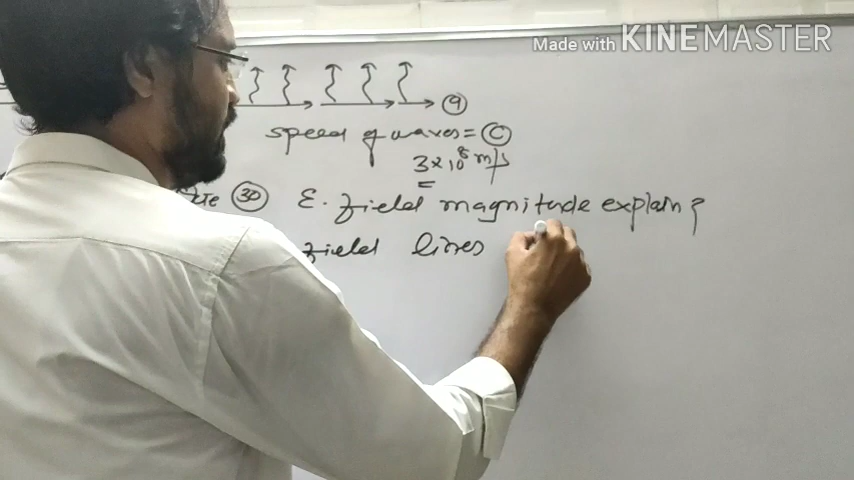 Made with KINEMASTER
q
speed of waves = C
3 × 10⁸ m/s
30 E. field magnitude explain ?
field lines